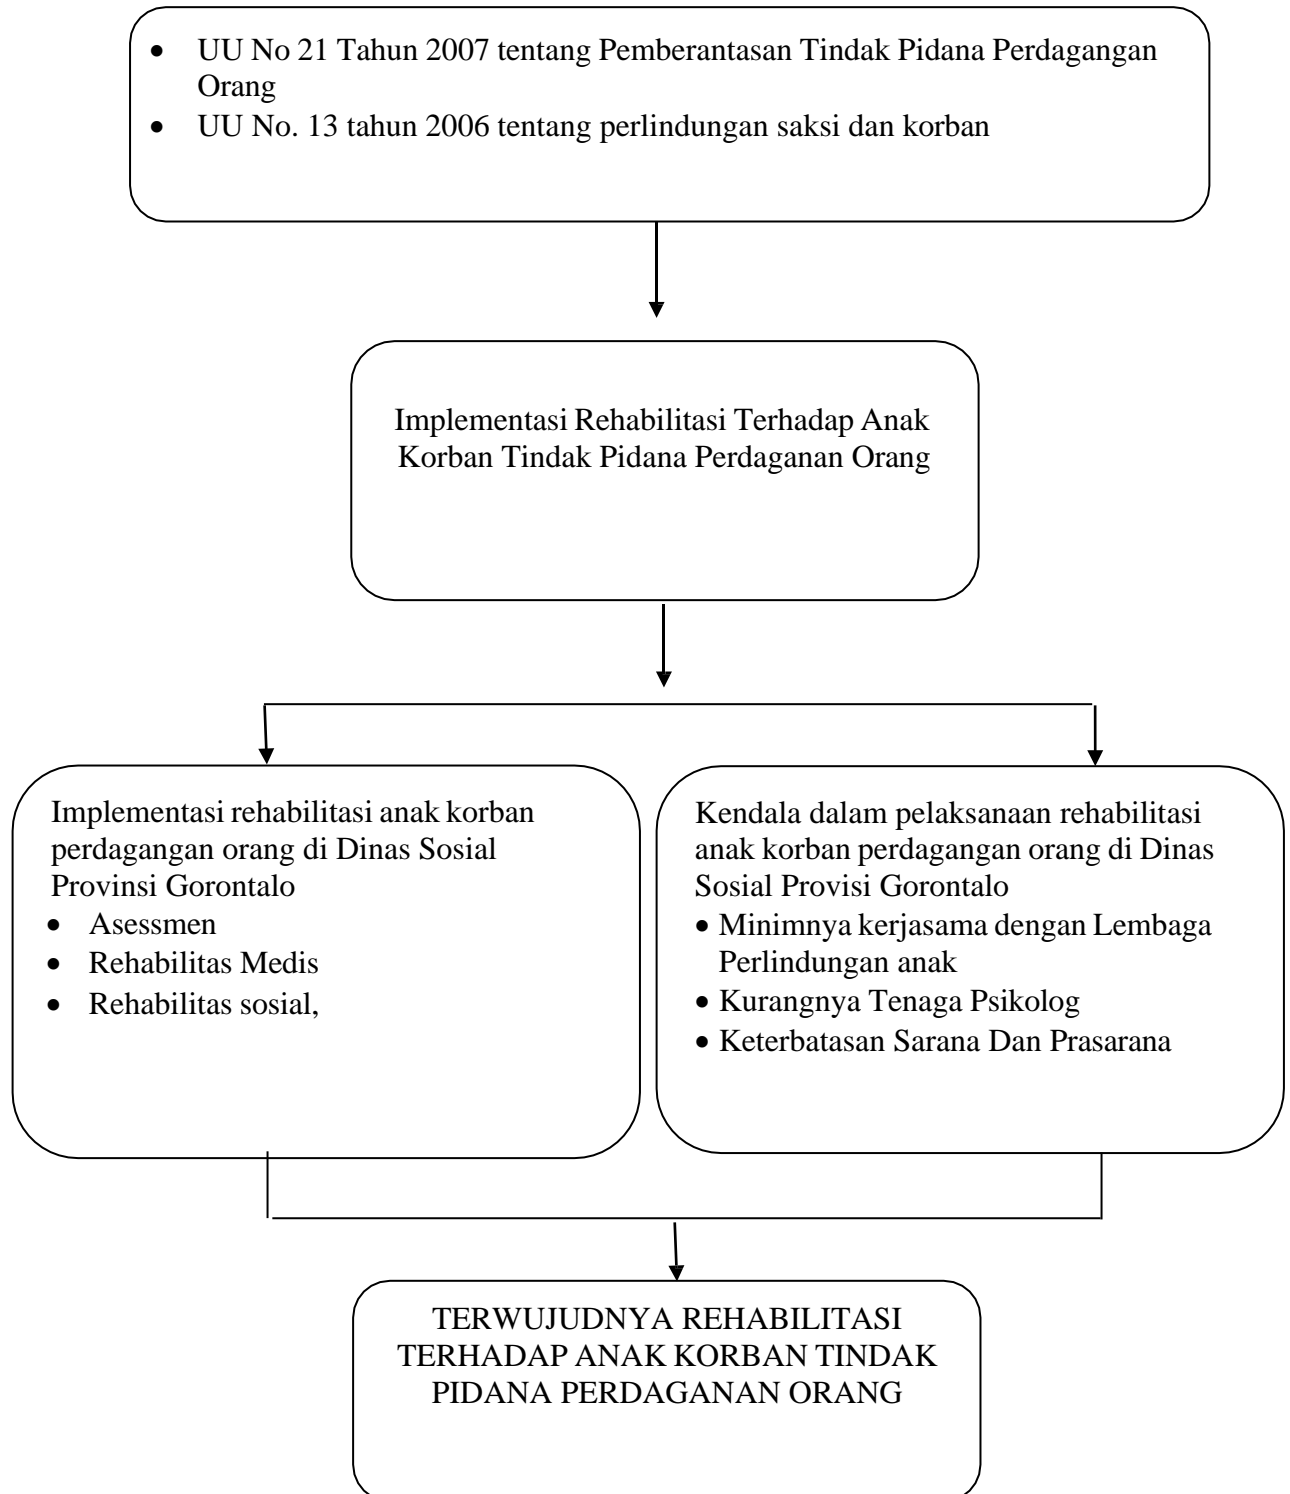 • UU No 21 Tahun 2007 tentang Pemberantasan Tindak Pidana Perdagangan
Orang
• UU No. 13 tahun 2006 tentang perlindungan saksi dan korban
Implementasi Rehabilitasi Terhadap Anak
Korban Tindak Pidana Perdaganan Orang
Implementasi rehabilitasi anak korban
perdagangan orang di Dinas Sosial
Provinsi Gorontalo
• Asessmen
• Rehabilitas Medis
• Rehabilitas sosial,
Kendala dalam pelaksanaan rehabilitasi
anak korban perdagangan orang di Dinas
Sosial Provisi Gorontalo
• Minimnya kerjasama dengan Lembaga
Perlindungan anak
• Kurangnya Tenaga Psikolog
• Keterbatasan Sarana Dan Prasarana
TERWUJUDNYA REHABILITASI
TERHADAP ANAK KORBAN TINDAK
PIDANA PERDAGANAN ORANG